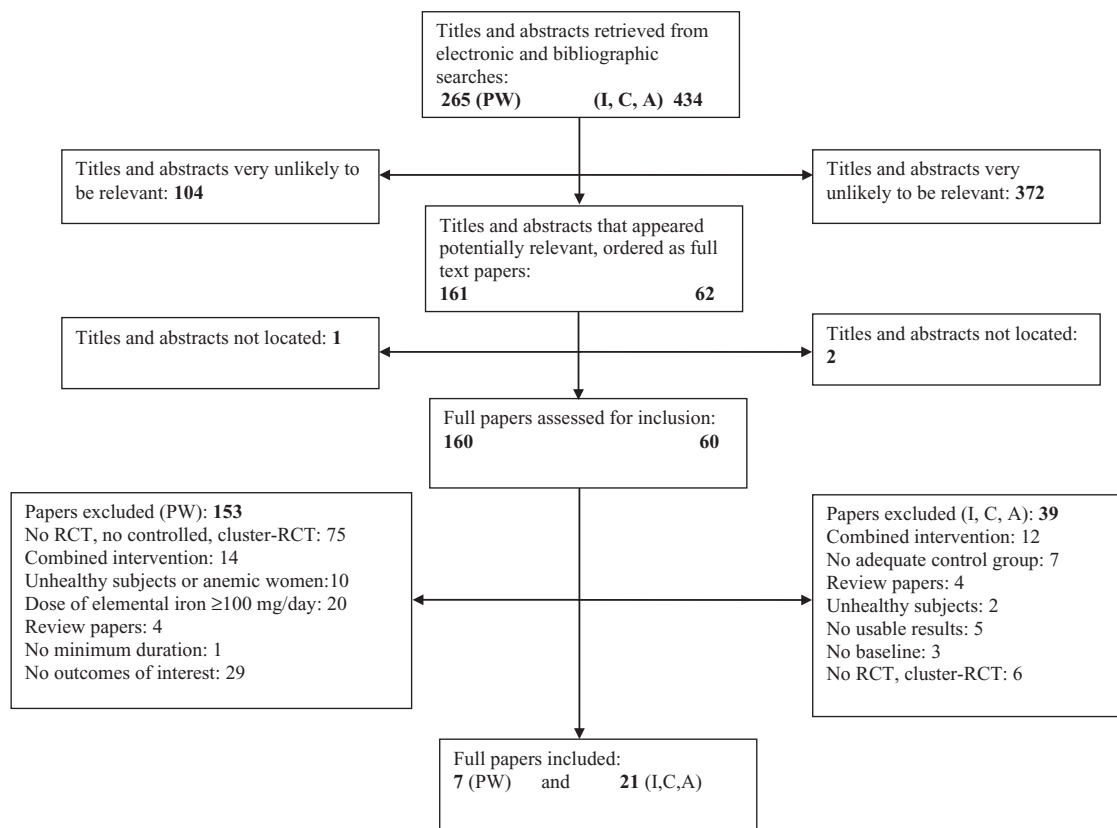 Titles and abstracts retrieved from
electronic and bibliographic
searches:
265 (PW) (I, C, A) 434
Titles and abstracts very unlikely to
be relevant: 104
Titles and abstracts very
unlikely to be relevant: 372
Titles and abstracts that appeared
potentially relevant, ordered as full
text papers:
161 62
Titles and abstracts not located: 1
Titles and abstracts not located:
2
Full papers assessed for inclusion:
160 60
Papers excluded (PW): 153
No RCT, no controlled, cluster-RCT: 75
Combined intervention: 14
Unhealthy subjects or anemic women:10
Dose of elemental iron ≥100 mg/day: 20
Review papers: 4
No minimum duration: 1
No outcomes of interest: 29
Papers excluded (I, C, A): 39
Combined intervention: 12
No adequate control group: 7
Review papers: 4
Unhealthy subjects: 2
No usable results: 5
No baseline: 3
No RCT, cluster-RCT: 6
Full papers included:
7 (PW) and 21 (I,C,A)